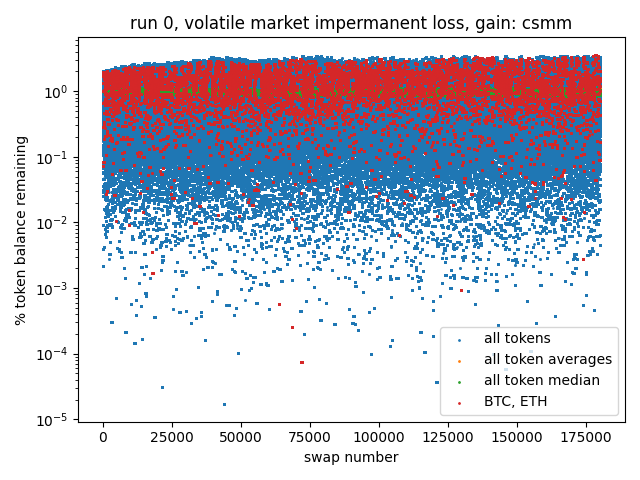 run 0, volatile market impermanent loss, gain: csmm
% token balance remaining
10^0
10^-1
10^-2
10^-3
10^-4
10^-5
all tokens
all token averages
all token median
BTC, ETH
0 25000 50000 75000 100000 125000 150000 175000
swap number